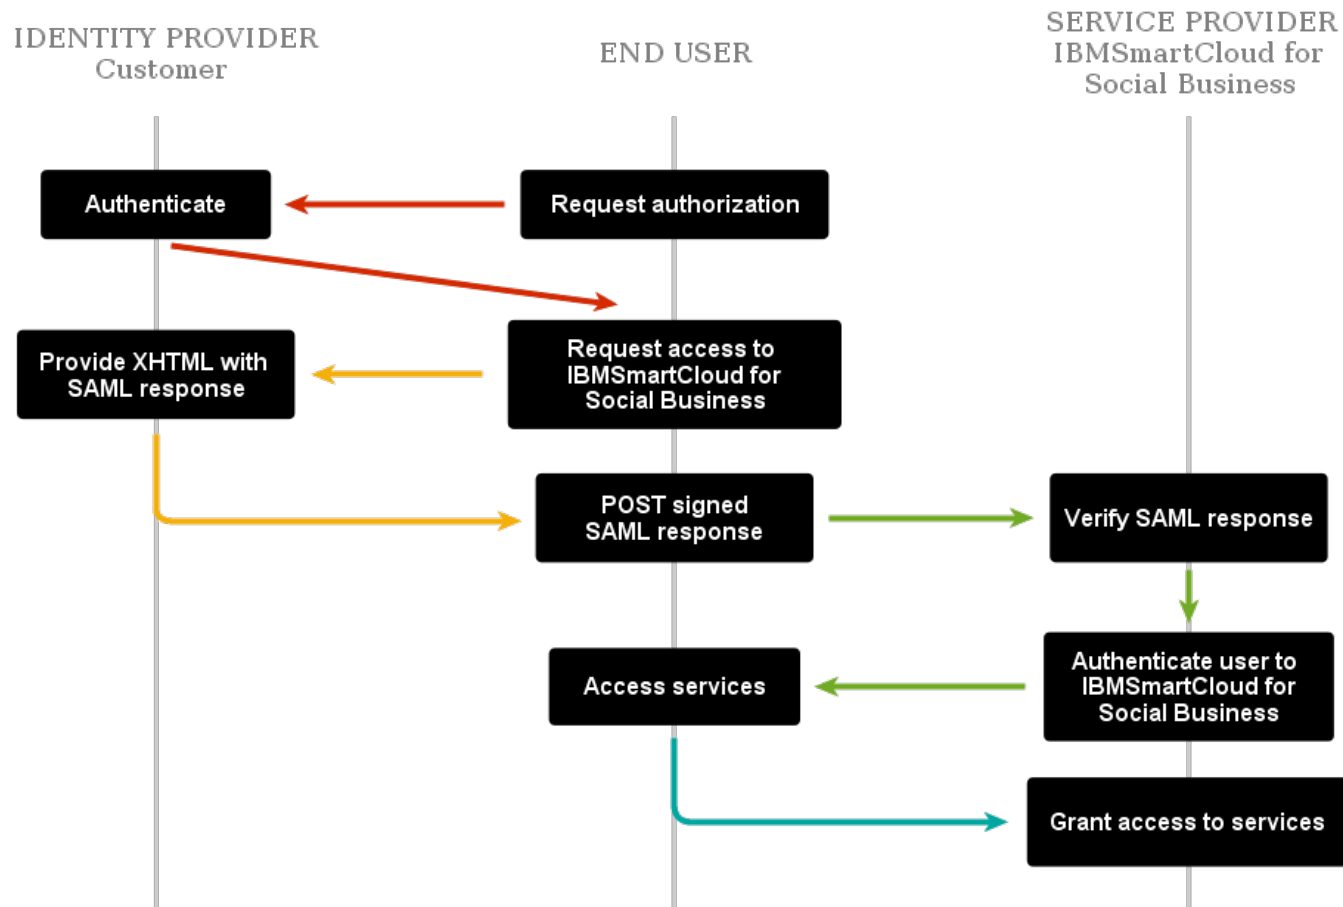 IDENTITY PROVIDER
Customer
END USER
SERVICE PROVIDER
IBMSmartCloud for
Social Business
Authenticate
Request authorization
Provide XHTML with
SAML response
Request access to
IBMSmartCloud for
Social Business
POST signed
SAML response
Verify SAML response
Access services
Authenticate user to
IBMSmartCloud for
Social Business
Grant access to services